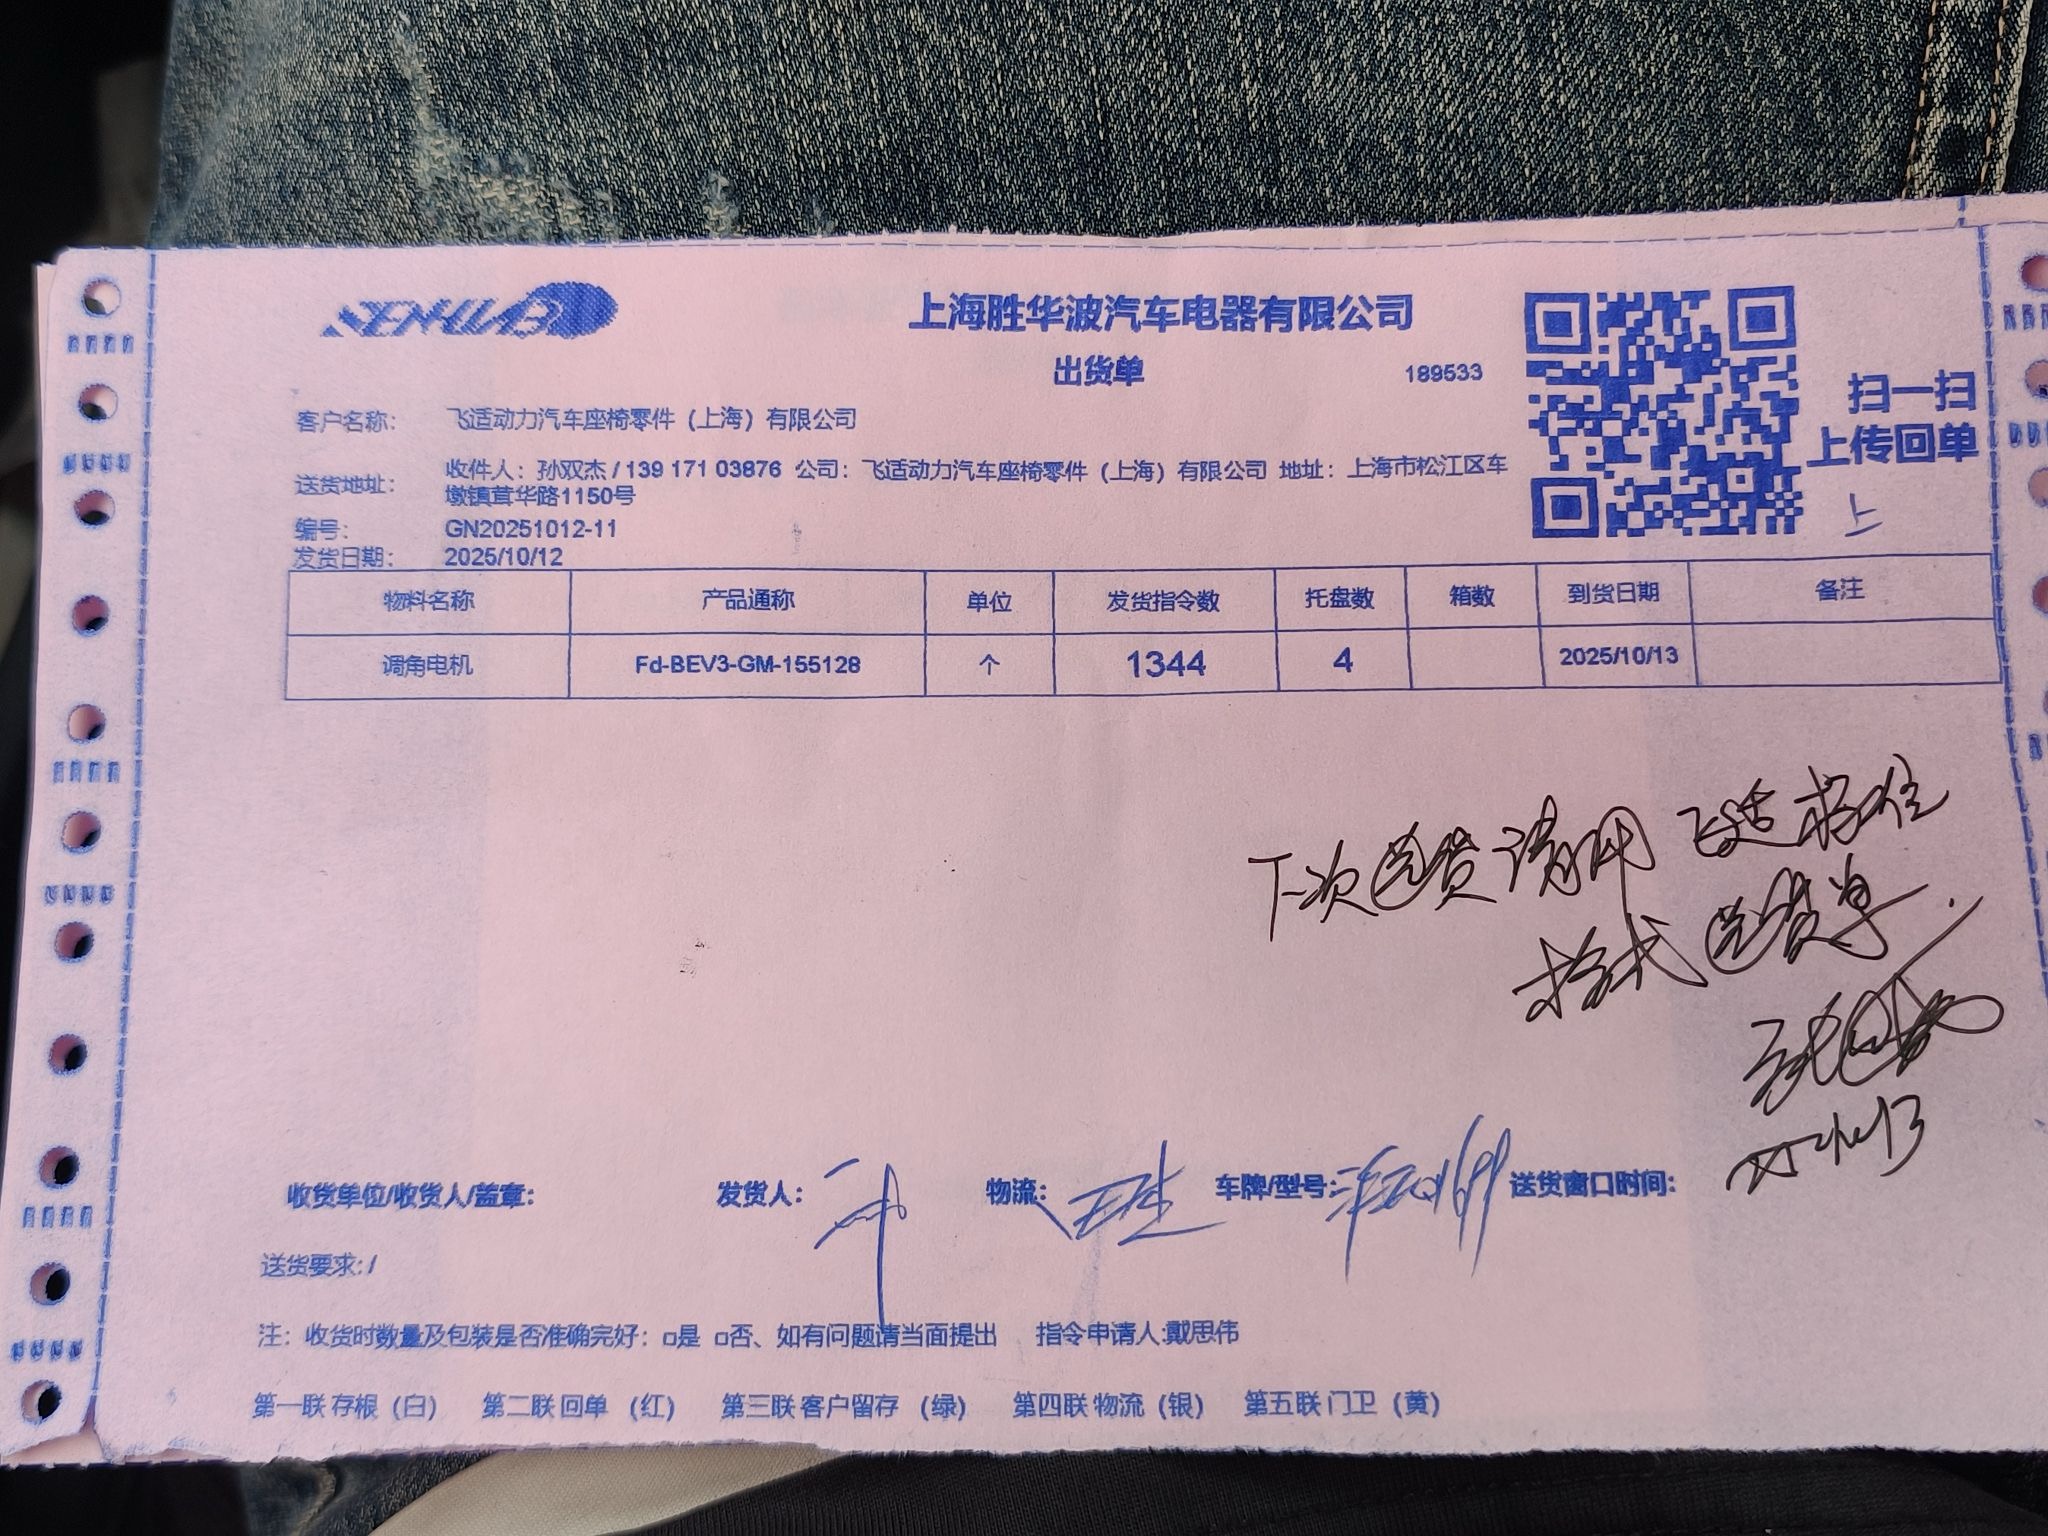 SENHWABO
上海胜华波汽车电器有限公司
出货单
189533
扫一扫
上传回单
上
客户名称: 飞适动力汽车座椅零件（上海）有限公司
送货地址: 收件人：孙双杰 / 139 171 03876 公司：飞适动力汽车座椅零件（上海）有限公司 地址：上海市松江区车
墩镇茸华路1150号
编号: GN20251012-11
发货日期: 2025/10/12
物料名称 产品通称 单位 发货指令数 托盘数 箱数 到货日期 备注
调角电机 Fd-BEV3-GM-155128 个 1344 4 2025/10/13
下次送货请用飞适标准
格式送货单.
收货单位/收货人/盖章: 发货人: 物流: 车牌/型号: 送货窗口时间:
送货要求: /
注：收货时数量及包装是否准确完好：□是 □否、如有问题请当面提出 指令申请人:戴思伟
第一联 存根（白） 第二联 回单 （红） 第三联 客户留存 （绿） 第四联 物流（银） 第五联 门卫（黄）